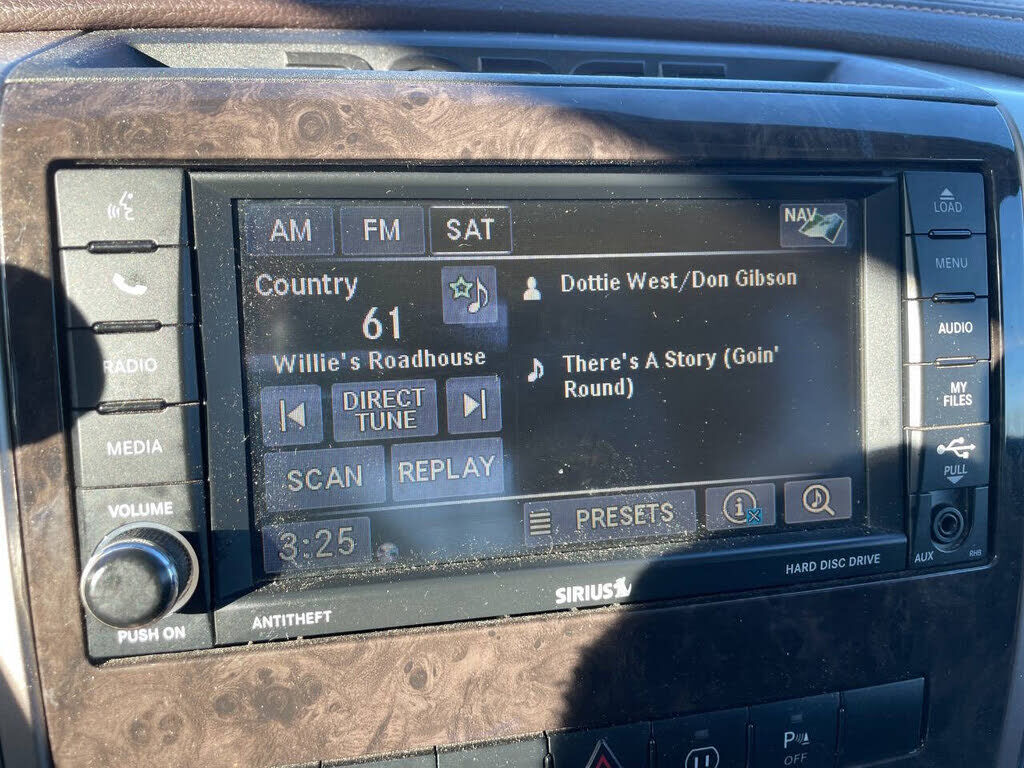 DODGE
LOAD
AM FM SAT NAV
MENU
Country
Dottie West/Don Gibson
61
AUDIO
Willie's Roadhouse
There's A Story (Goin'
Round)
RADIO
DIRECT
TUNE
MY
FILES
MEDIA
SCAN REPLAY
PULL
VOLUME
PRESETS
3:25
AUX RHB
HARD DISC DRIVE
SIRIUS
ANTITHEFT
PUSH ON
P
OFF